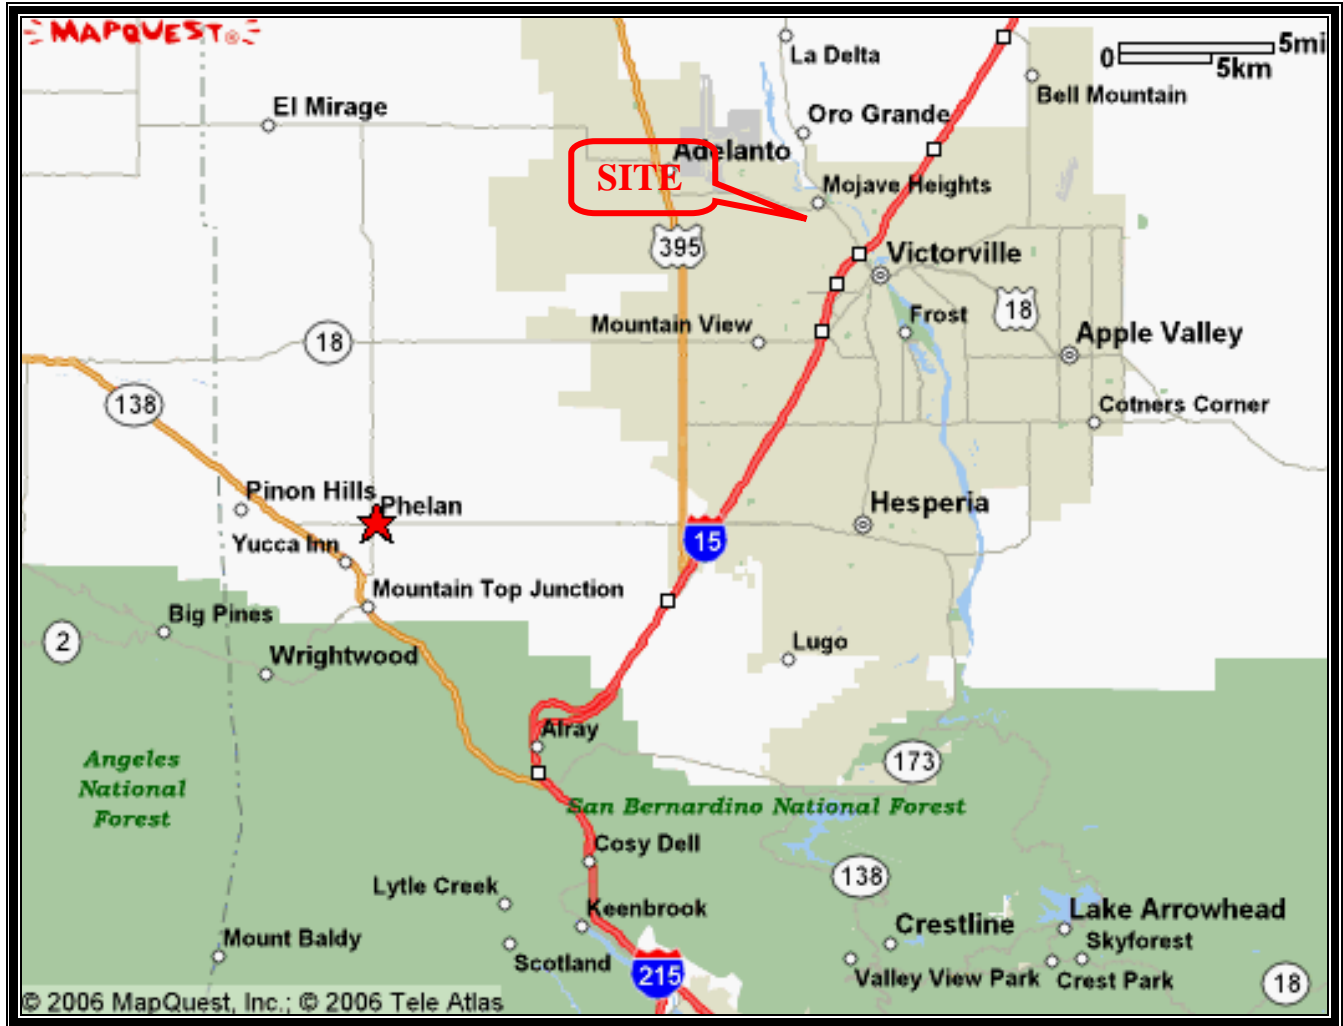 MAPQUEST®
La Delta
0 5mi
5km
Bell Mountain
El Mirage
Oro Grande
Adelanto
SITE
Mojave Heights
395
Victorville
18
Frost
Mountain View
18
Apple Valley
138
Cotners Corner
Pinon Hills
Phelan
Hesperia
15
Yucca Inn
Mountain Top Junction
Big Pines
2
Wrightwood
Lugo
Alray
173
Angeles
National
Forest
San Bernardino National Forest
Cosy Dell
138
Lytle Creek
Keenbrook
Lake Arrowhead
Crestline
Skyforest
Mount Baldy
Scotland
215
Valley View Park
Crest Park
18
© 2006 MapQuest, Inc.; © 2006 Tele Atlas